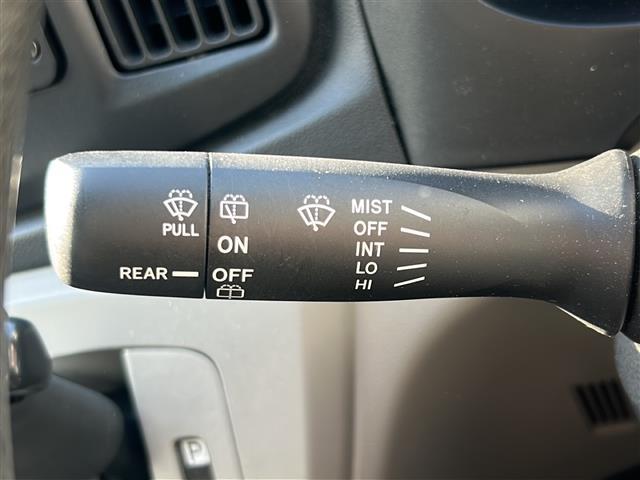 PULL
REAR
ON
OFF
MIST
OFF
INT
LO
HI
P